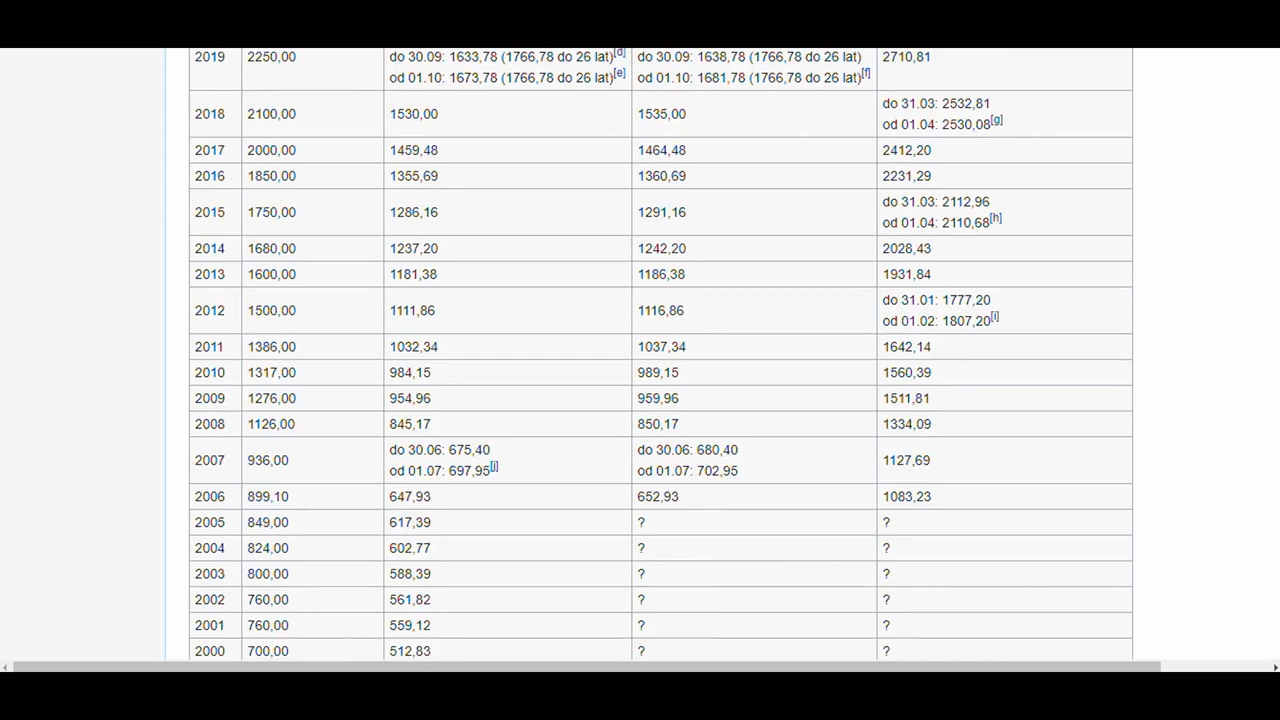 2019 2250,00 do 30.09: 1633,78 (1766,78 do 26 lat)[d] do 30.09: 1638,78 (1766,78 do 26 lat) 2710,81
od 01.10: 1673,78 (1766,78 do 26 lat)[e] od 01.10: 1681,78 (1766,78 do 26 lat)[f]
2018 2100,00 1530,00 1535,00 do 31.03: 2532,81
od 01.04: 2530,08[g]
2017 2000,00 1459,48 1464,48 2412,20
2016 1850,00 1355,69 1360,69 2231,29
2015 1750,00 1286,16 1291,16 do 31.03: 2112,96
od 01.04: 2110,68[h]
2014 1680,00 1237,20 1242,20 2028,43
2013 1600,00 1181,38 1186,38 1931,84
2012 1500,00 1111,86 1116,86 do 31.01: 1777,20
od 01.02: 1807,20[i]
2011 1386,00 1032,34 1037,34 1642,14
2010 1317,00 984,15 989,15 1560,39
2009 1276,00 954,96 959,96 1511,81
2008 1126,00 845,17 850,17 1334,09
2007 936,00 do 30.06: 675,40 do 30.06: 680,40 1127,69
od 01.07: 697,95[j] od 01.07: 702,95
2006 899,10 647,93 652,93 1083,23
2005 849,00 617,39 ? ?
2004 824,00 602,77 ? ?
2003 800,00 588,39 ? ?
2002 760,00 561,82 ? ?
2001 760,00 559,12 ? ?
2000 700,00 512,83 ? ?